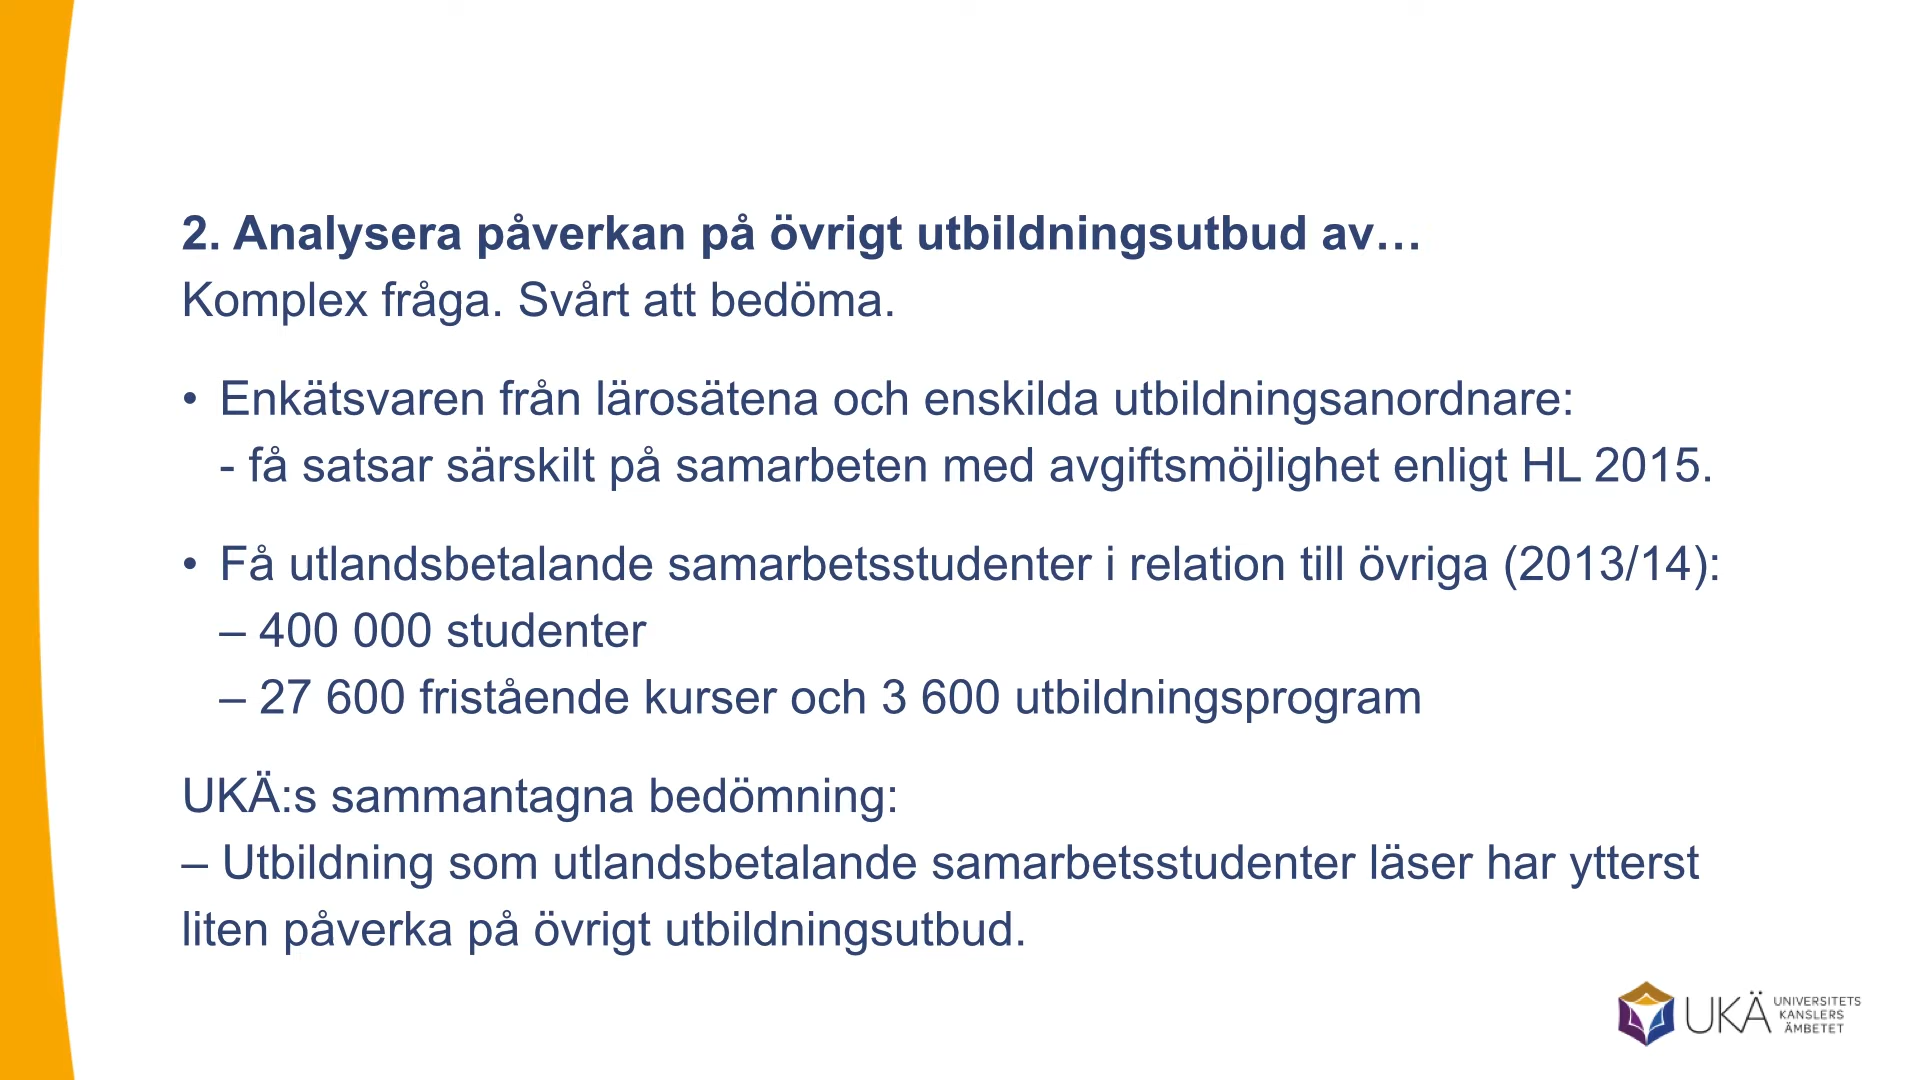 2. Analysera påverkan på övrigt utbildningsutbud av…
Komplex fråga. Svårt att bedöma.
• Enkätsvaren från lärosätena och enskilda utbildningsanordnare:
- få satsar särskilt på samarbeten med avgiftsmöjlighet enligt HL 2015.
• Få utlandsbetalande samarbetsstudenter i relation till övriga (2013/14):
– 400 000 studenter
– 27 600 fristående kurser och 3 600 utbildningsprogram
UKÄ:s sammantagna bedömning:
– Utbildning som utlandsbetalande samarbetsstudenter läser har ytterst
liten påverka på övrigt utbildningsutbud.
UKÄ
UNIVERSITETS
KANSLERS
ÄMBETET